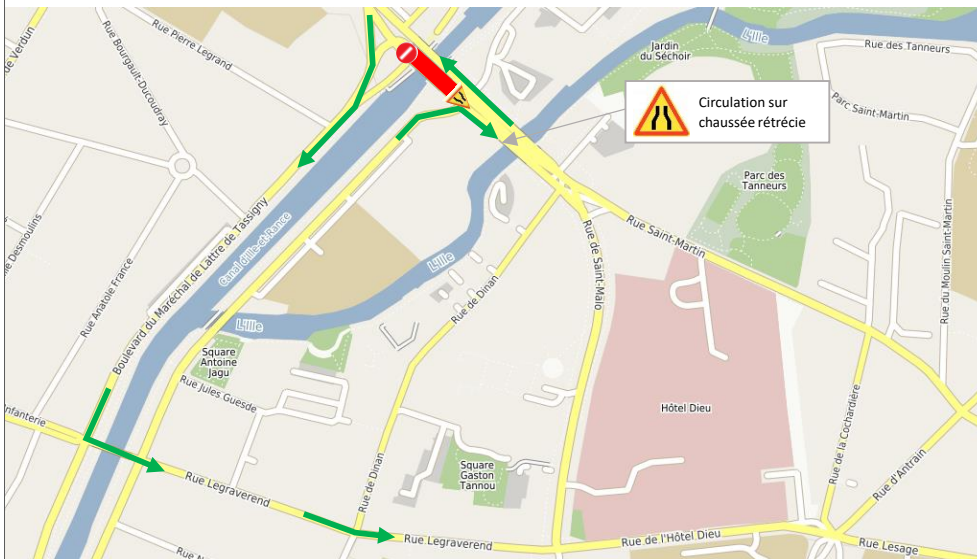 de Verdun
Rue Bourgault-Ducoudray
Rue Pierre Legrand
L'Ille
Jardin
du Séchoir
Rue des Tanneurs
Circulation sur
chaussée rétrécie
Parc Saint-Martin
Parc des
Tanneurs
Desmoulins
Rue Anatole France
Boulevard du Maréchal de Lattre de Tassigny
Canal d'Ille-et-Rance
L'Ille
Rue de Dinan
Rue de Saint-Malo
Rue Saint-Martin
Rue du Moulin Saint-Martin
L'Ille
Square
Antoine
Jagu
Rue Jules Guesde
Infanterie
Hôtel Dieu
Rue de la Cochardière
Rue d'Antrain
Rue de Dinan
Square
Gaston
Tannou
Rue Legraverend
Rue Legraverend
Rue de l'Hôtel Dieu
Rue Lesage